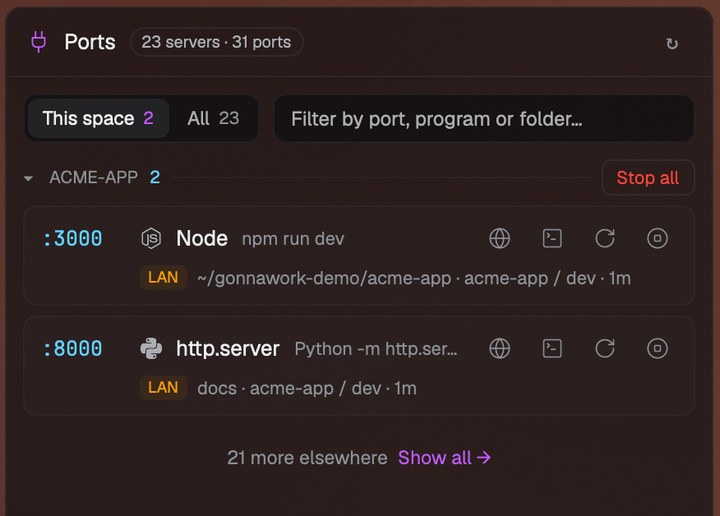 Ports 23 servers · 31 ports
This space 2 All 23 Filter by port, program or folder...
ACME-APP 2 Stop all
:3000 Node npm run dev
LAN ~/gonnawork-demo/acme-app · acme-app / dev · 1m
:8000 http.server Python -m http.ser...
LAN docs · acme-app / dev · 1m
21 more elsewhere Show all →